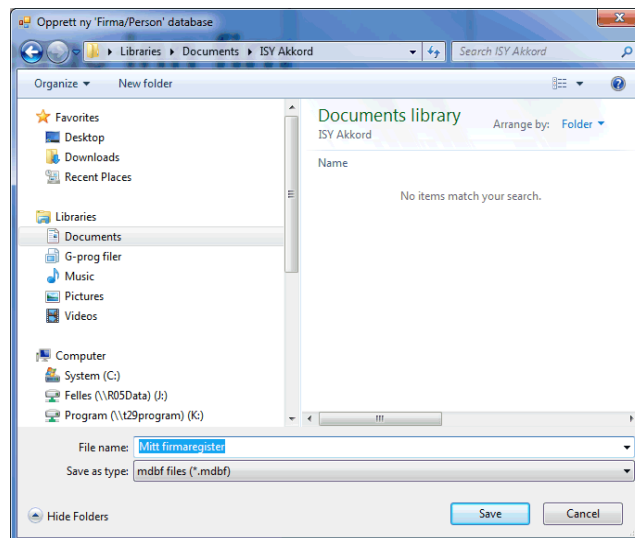 Opprett ny 'Firma/Person' database
Libraries Documents ISY Akkord
Search ISY Akkord
Organize New folder
Favorites
Desktop
Downloads
Recent Places
Libraries
Documents
G-prog filer
Music
Pictures
Videos
Computer
System (C:)
Felles (\\R05Data) (J:)
Program (\\t29program) (K:)
Documents library
ISY Akkord
Arrange by: Folder
Name
No items match your search.
File name: Mitt firmaregister
Save as type: mdbf files (*.mdbf)
Hide Folders
Save
Cancel